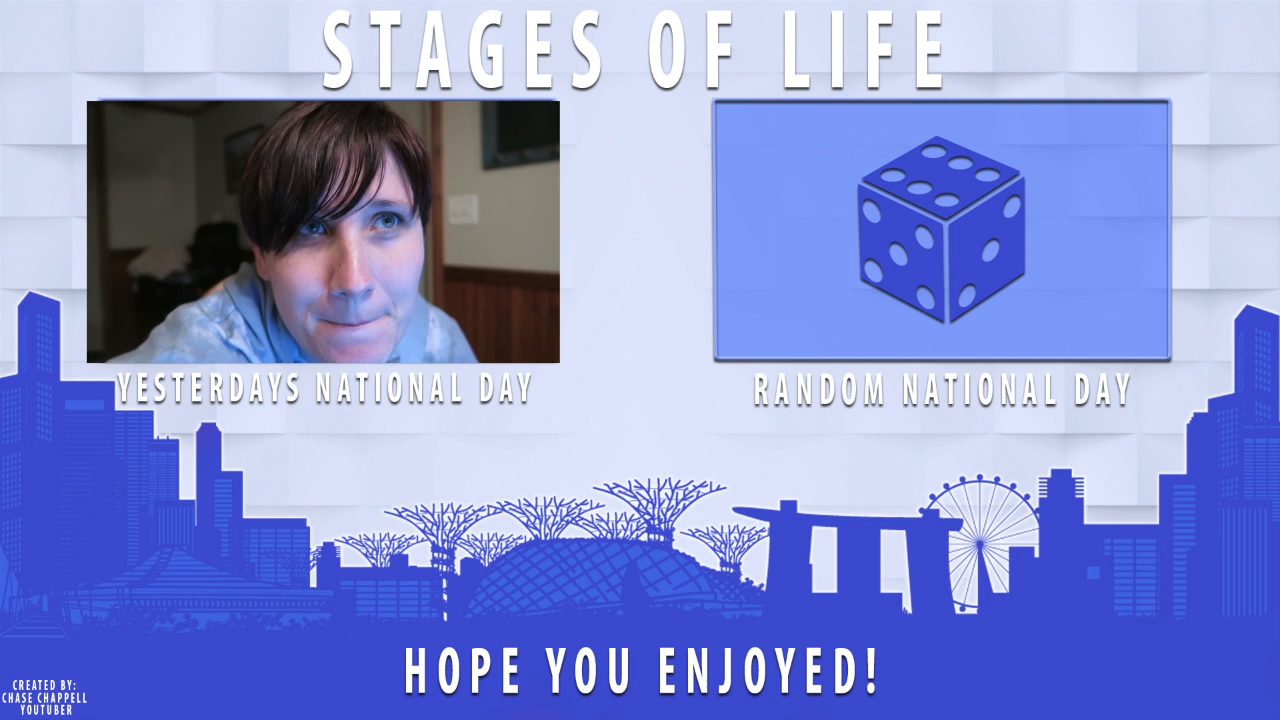 STAGES OF LIFE
YESTERDAYS NATIONAL DAY
RANDOM NATIONAL DAY
HOPE YOU ENJOYED!
CREATED BY:
CHASE CHAPPELL
YOUTUBER